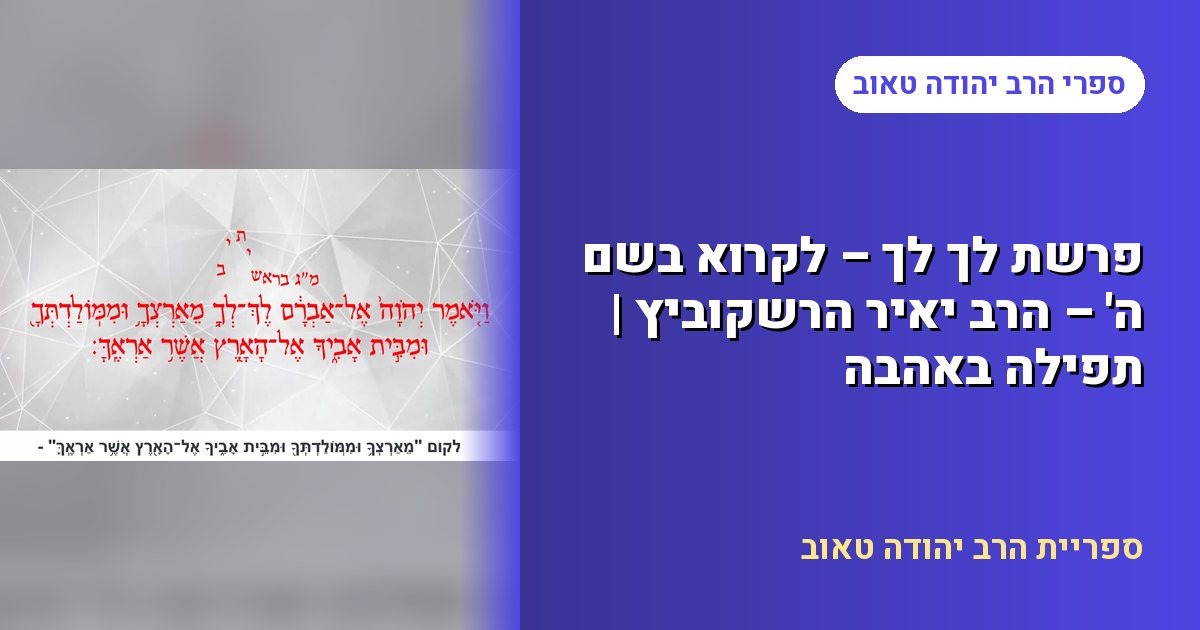 ספרי הרב יהודה טאוב
פרשת לך לך – לקרוא בשם
ה' – הרב יאיר הרשקוביץ |
תפילה באהבה
ספריית הרב יהודה טאוב
ת י
י
ב
מ"ג בראש
וַיֹּ֤אמֶר יְהֹוָה֙ אֶל־אַבְרָ֔ם לֶךְ־לְךָ֛ מֵאַרְצְךָ֥ וּמִמּֽוֹלַדְתְּךָ֖
וּמִבֵּ֣ית אָבִ֑יךָ אֶל־הָאָ֖רֶץ אֲשֶׁ֥ר אַרְאֶֽךָּ׃
לקום "מֵאַרְצְךָ֥ וּמִמּֽוֹלַדְתְּךָ֖ וּמִבֵּ֣ית אָבִ֑יךָ אֶל־הָאָ֖רֶץ אֲשֶׁ֥ר אַרְאֶֽךָּ" -